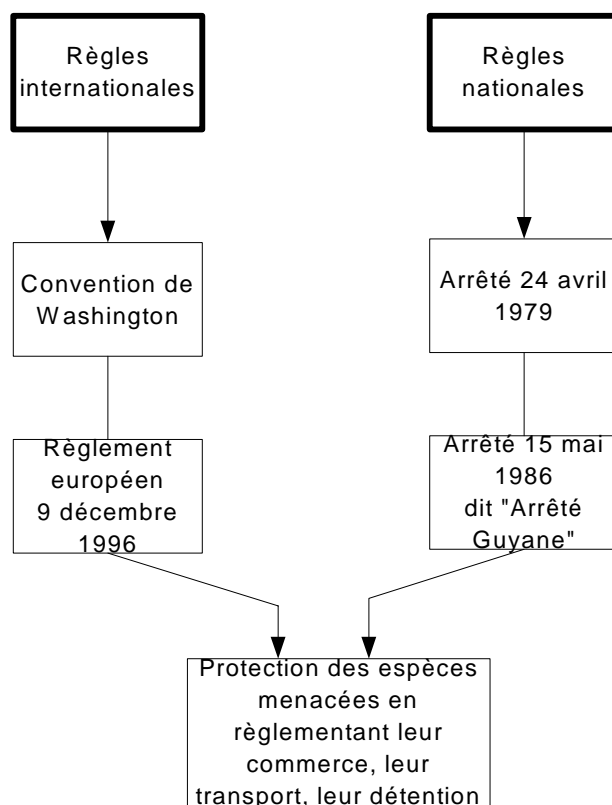 Règles
internationales
Règles
nationales
Convention de
Washington
Arrêté 24 avril
1979
Règlement
européen
9 décembre
1996
Arrêté 15 mai
1986
dit "Arrêté
Guyane"
Protection des espèces
menacées en
règlementant leur
commerce, leur
transport, leur détention